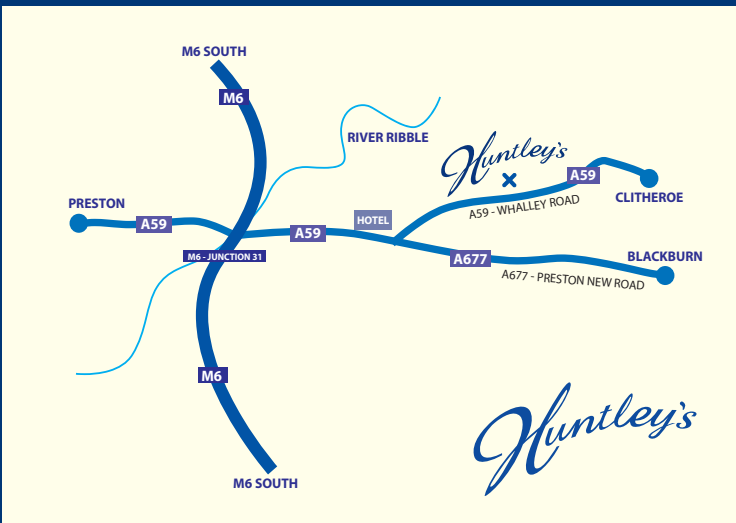 M6 SOUTH
M6
RIVER RIBBLE
Huntley's
A59
CLITHEROE
PRESTON
A59
A59
HOTEL
A59 - WHALLEY ROAD
M6 - JUNCTION 31
A677
BLACKBURN
A677 - PRESTON NEW ROAD
M6
Huntley's
M6 SOUTH